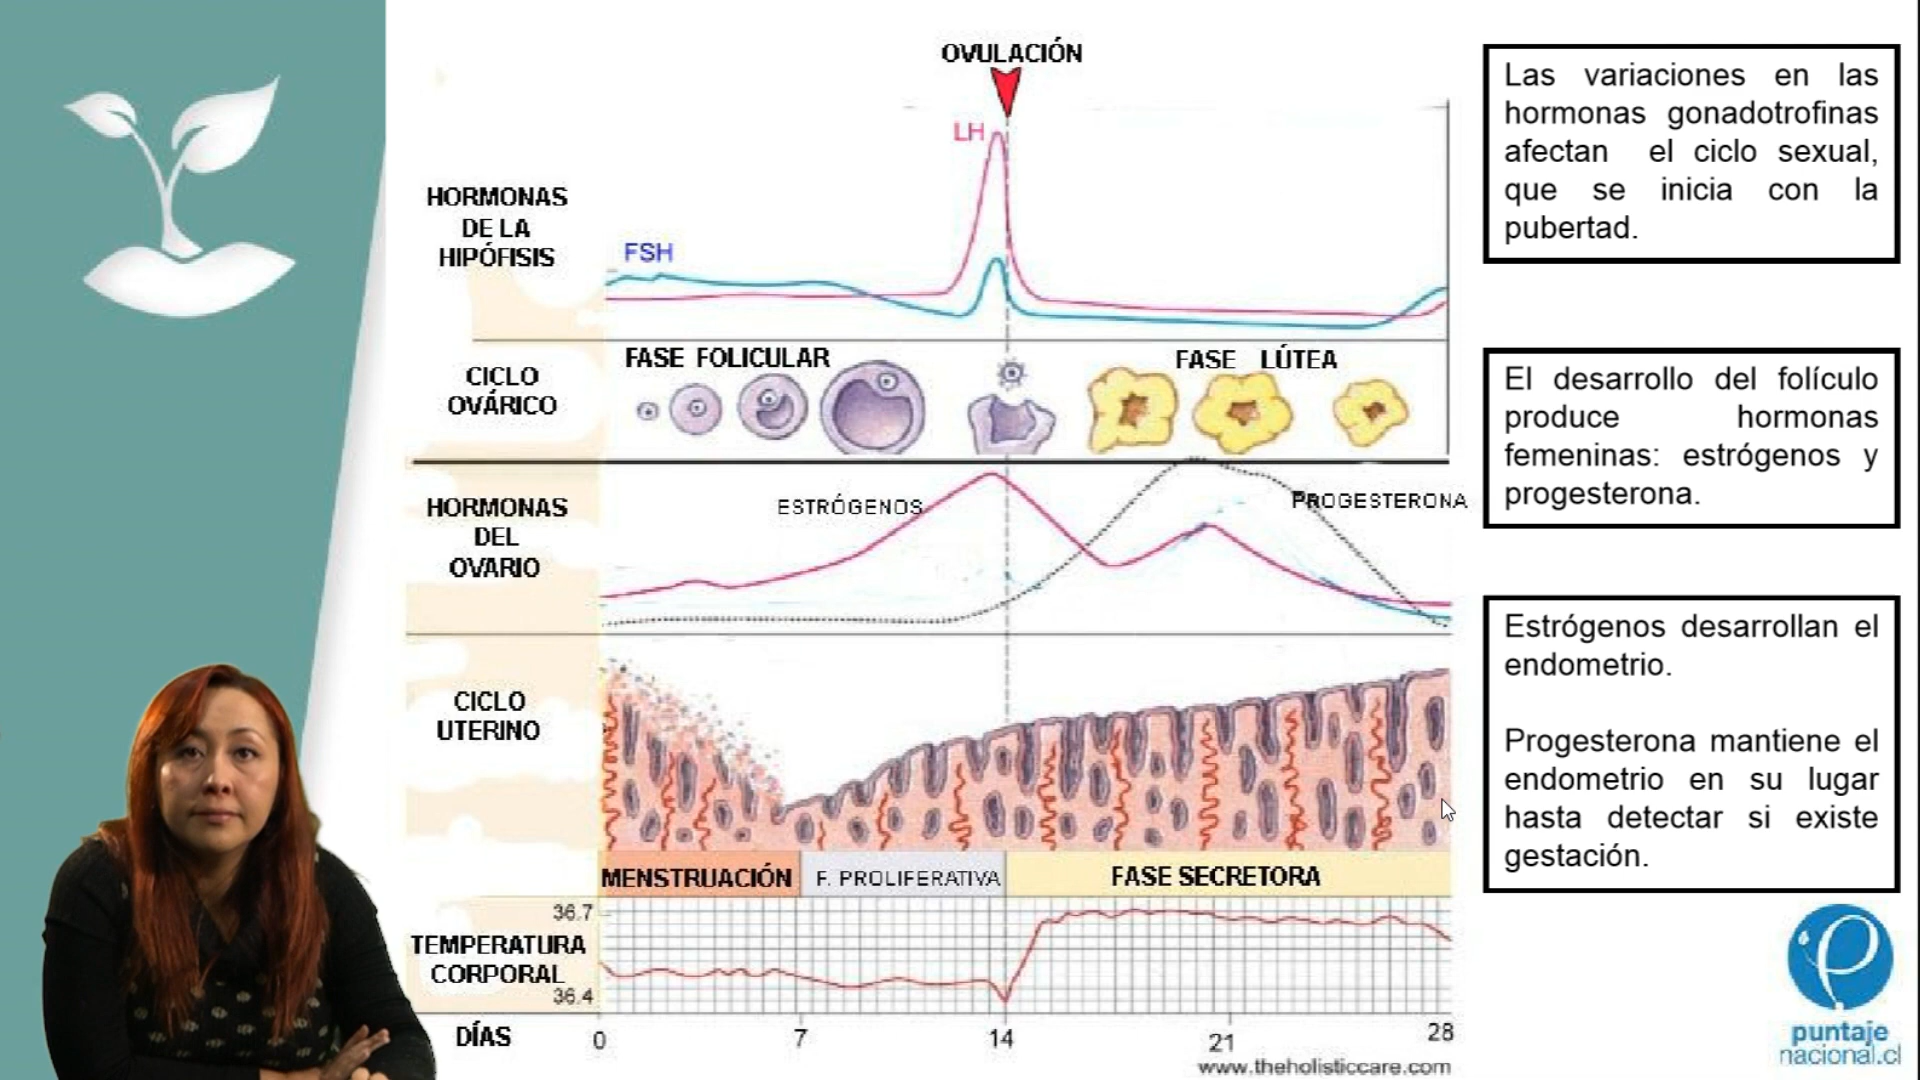 OVULACIÓN
LH
HORMONAS
DE LA
HIPÓFISIS
FSH
CICLO
OVÁRICO
FASE FOLICULAR
FASE LÚTEA
HORMONAS
DEL
OVARIO
ESTRÓGENOS
PROGESTERONA
CICLO
UTERINO
MENSTRUACIÓN
F. PROLIFERATIVA
FASE SECRETORA
36.7
TEMPERATURA
CORPORAL
36.4
DÍAS
0
7
14
21
28
www.theholisticcare.com
Las variaciones en las
hormonas gonadotrofinas
afectan el ciclo sexual,
que se inicia con la
pubertad.
El desarrollo del folículo
produce hormonas
femeninas: estrógenos y
progesterona.
Estrógenos desarrollan el
endometrio.
Progesterona mantiene el
endometrio en su lugar
hasta detectar si existe
gestación.
puntaje
nacional.cl